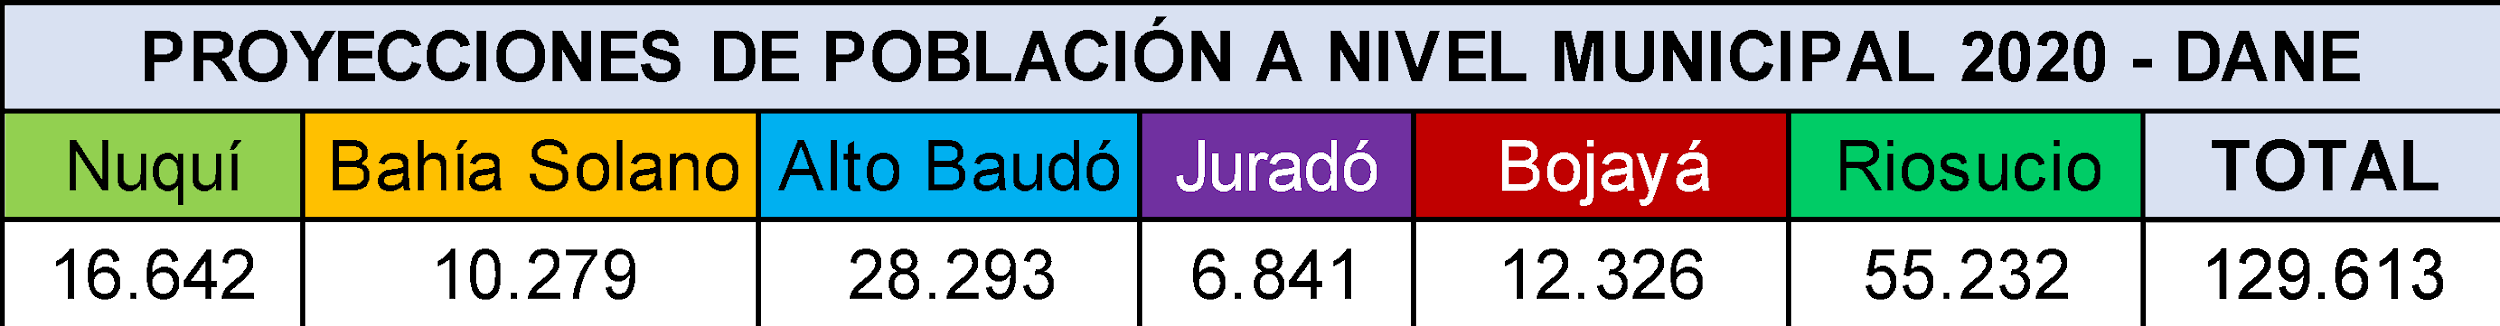 PROYECCIONES DE POBLACIÓN A NIVEL MUNICIPAL 2020 - DANE
Nuquí Bahía Solano Alto Baudó Juradó Bojayá Riosucio TOTAL
16.642 10.279 28.293 6.841 12.326 55.232 129.613